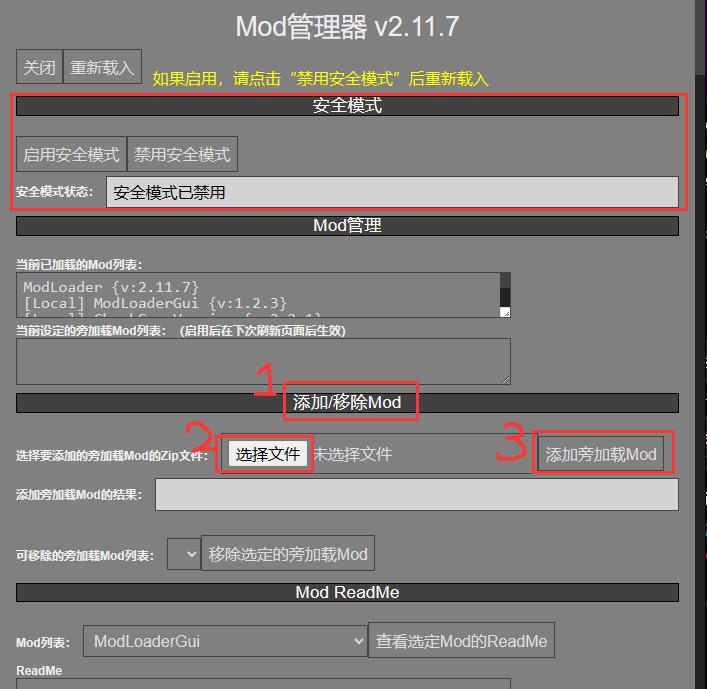 Mod管理器 v2.11.7
关闭 重新载入 如果启用，请点击“禁用安全模式”后重新载入
安全模式
启用安全模式 禁用安全模式
安全模式状态： 安全模式已禁用
Mod管理
当前已加载的Mod列表：
ModLoader {v:2.11.7}
[Local] ModLoaderGui {v:1.2.3}
当前设定的旁加载Mod列表： (启用后在下次刷新页面后生效)
1 添加/移除Mod
选择要添加的旁加载Mod的Zip文件： 2 选择文件 未选择文件 3 添加旁加载Mod
添加旁加载Mod的结果：
可移除的旁加载Mod列表： 移除选定的旁加载Mod
Mod ReadMe
Mod列表： ModLoaderGui 查看选定Mod的ReadMe
ReadMe